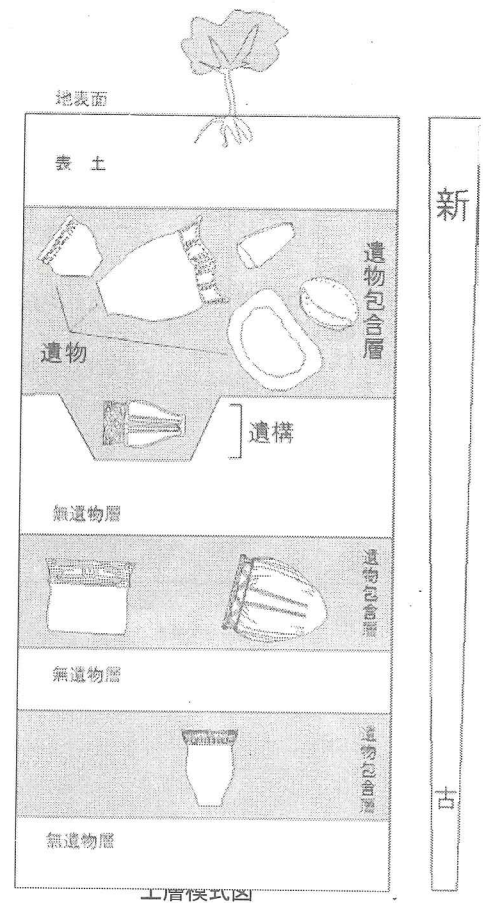 地表面
表 土
新
遺物包含層
遺物
遺構
無遺物層
遺物包含層
無遺物層
遺物包含層
古
無遺物層
土層模式図